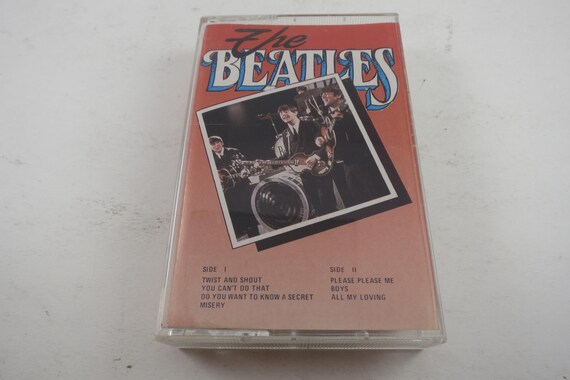 The
BEATLES
SIDE I
TWIST AND SHOUT
YOU CAN'T DO THAT
DO YOU WANT TO KNOW A SECRET
MISERY
SIDE II
PLEASE PLEASE ME
BOYS
ALL MY LOVING